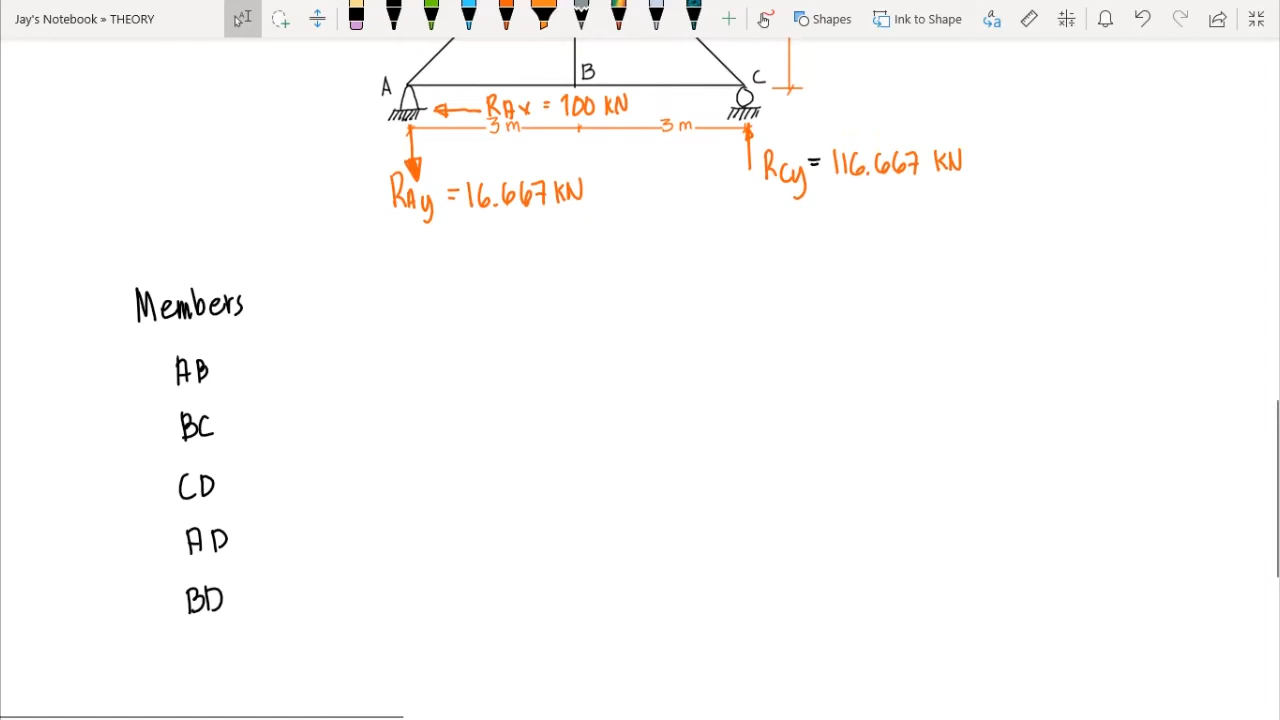 Jay's Notebook » THEORY
Shapes
Ink to Shape
A
B
C
RAx = 100 KN
3 m
3 m
RAy = 16.667 KN
RCy = 116.667 KN
Members
AB
BC
CD
AD
BD